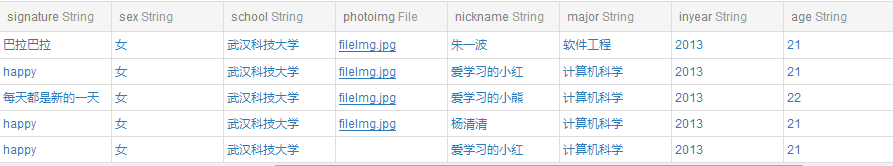 signature String sex String school String photoimg File nickname String major String inyear String age String
巴拉巴拉 女 武汉科技大学 fileImg.jpg 朱一波 软件工程 2013 21
happy 女 武汉科技大学 fileImg.jpg 爱学习的小红 计算机科学 2013 21
每天都是新的一天 女 武汉科技大学 fileImg.jpg 爱学习的小熊 计算机科学 2013 22
happy 女 武汉科技大学 fileImg.jpg 杨清清 计算机科学 2013 21
happy 女 武汉科技大学 爱学习的小红 计算机科学 2013 21